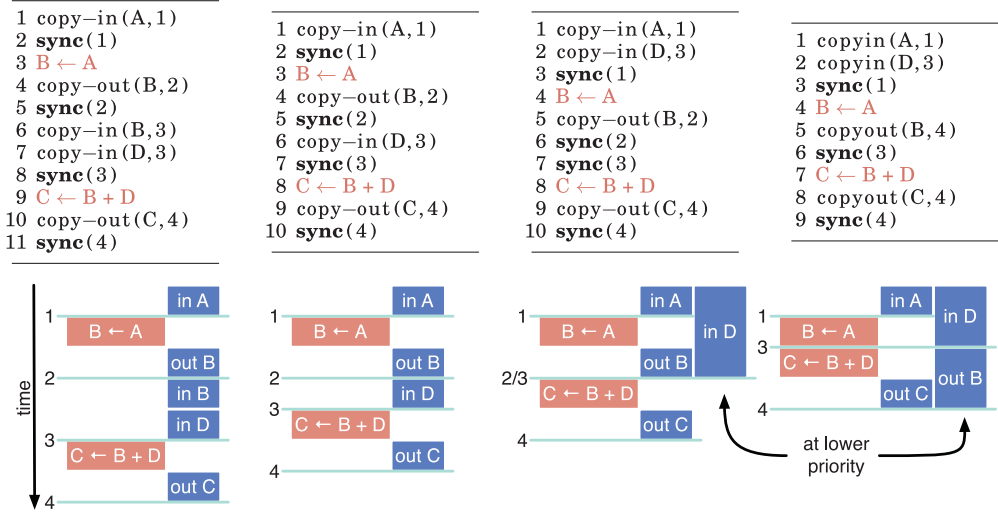 1 copy−in(A,1)
2 sync(1)
3 B ← A
4 copy−out(B,2)
5 sync(2)
6 copy−in(B,3)
7 copy−in(D,3)
8 sync(3)
9 C ← B + D
10 copy−out(C,4)
11 sync(4)
1 copy−in(A,1)
2 sync(1)
3 B ← A
4 copy−out(B,2)
5 sync(2)
6 copy−in(D,3)
7 sync(3)
8 C ← B + D
9 copy−out(C,4)
10 sync(4)
1 copy−in(A,1)
2 copy−in(D,3)
3 sync(1)
4 B ← A
5 copy−out(B,2)
6 sync(2)
7 sync(3)
8 C ← B + D
9 copy−out(C,4)
10 sync(4)
1 copyin(A,1)
2 copyin(D,3)
3 sync(1)
4 B ← A
5 copyout(B,4)
6 sync(3)
7 C ← B + D
8 copyout(C,4)
9 sync(4)
time
in A
1
B ← A
out B
2
in B
in D
3
C ← B + D
out C
4
in A
1
B ← A
out B
2
in D
3
C ← B + D
out C
4
in A
1
in D
B ← A
out B
2/3
C ← B + D
out C
4
in A
1
in D
B ← A
3
C ← B + D
out B
out C
4
at lower
priority